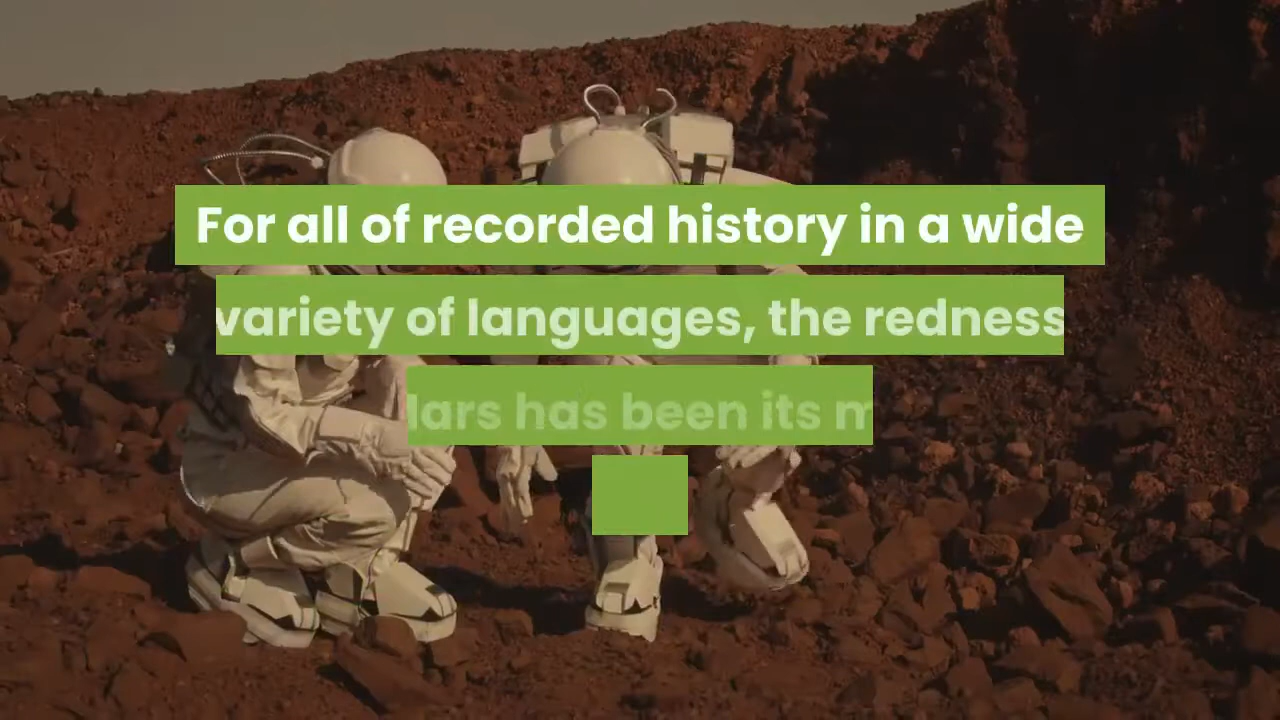 For all of recorded history in a wide
variety of languages, the redness
has been its